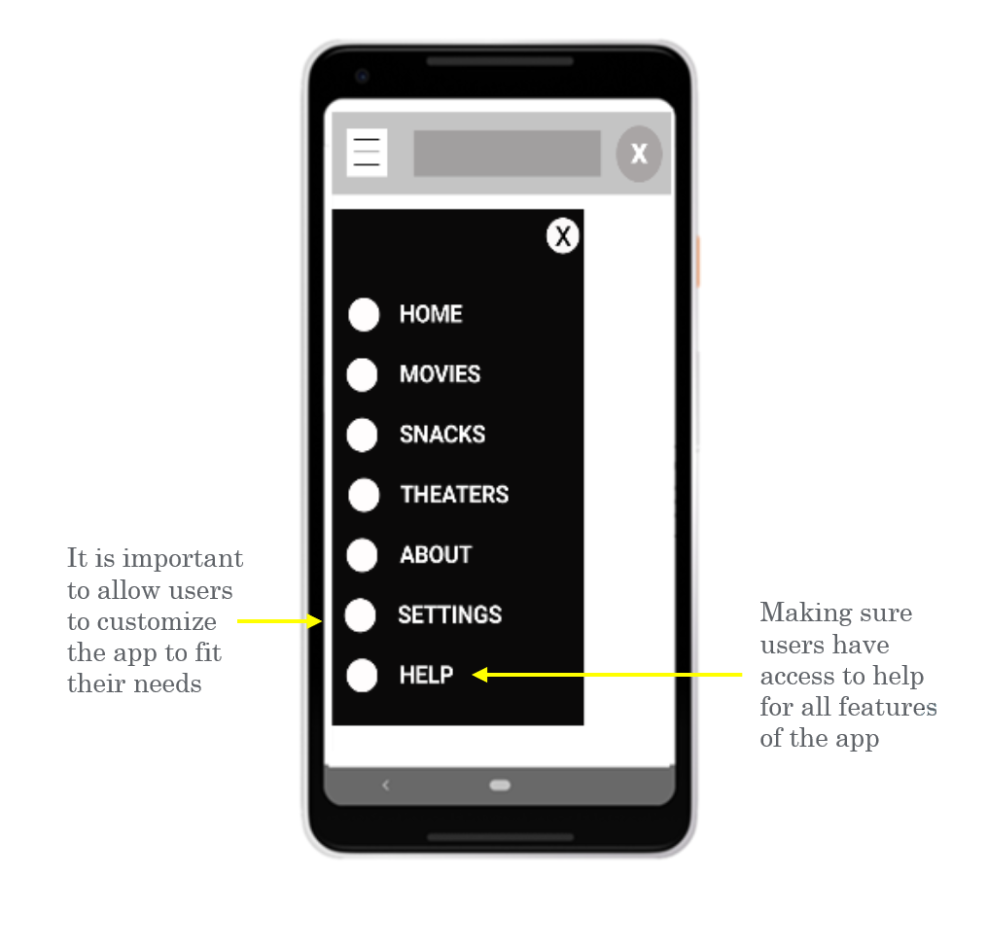 X
X
HOME
MOVIES
SNACKS
THEATERS
ABOUT
SETTINGS
HELP
It is important
to allow users
to customize
the app to fit
their needs
Making sure
users have
access to help
for all features
of the app